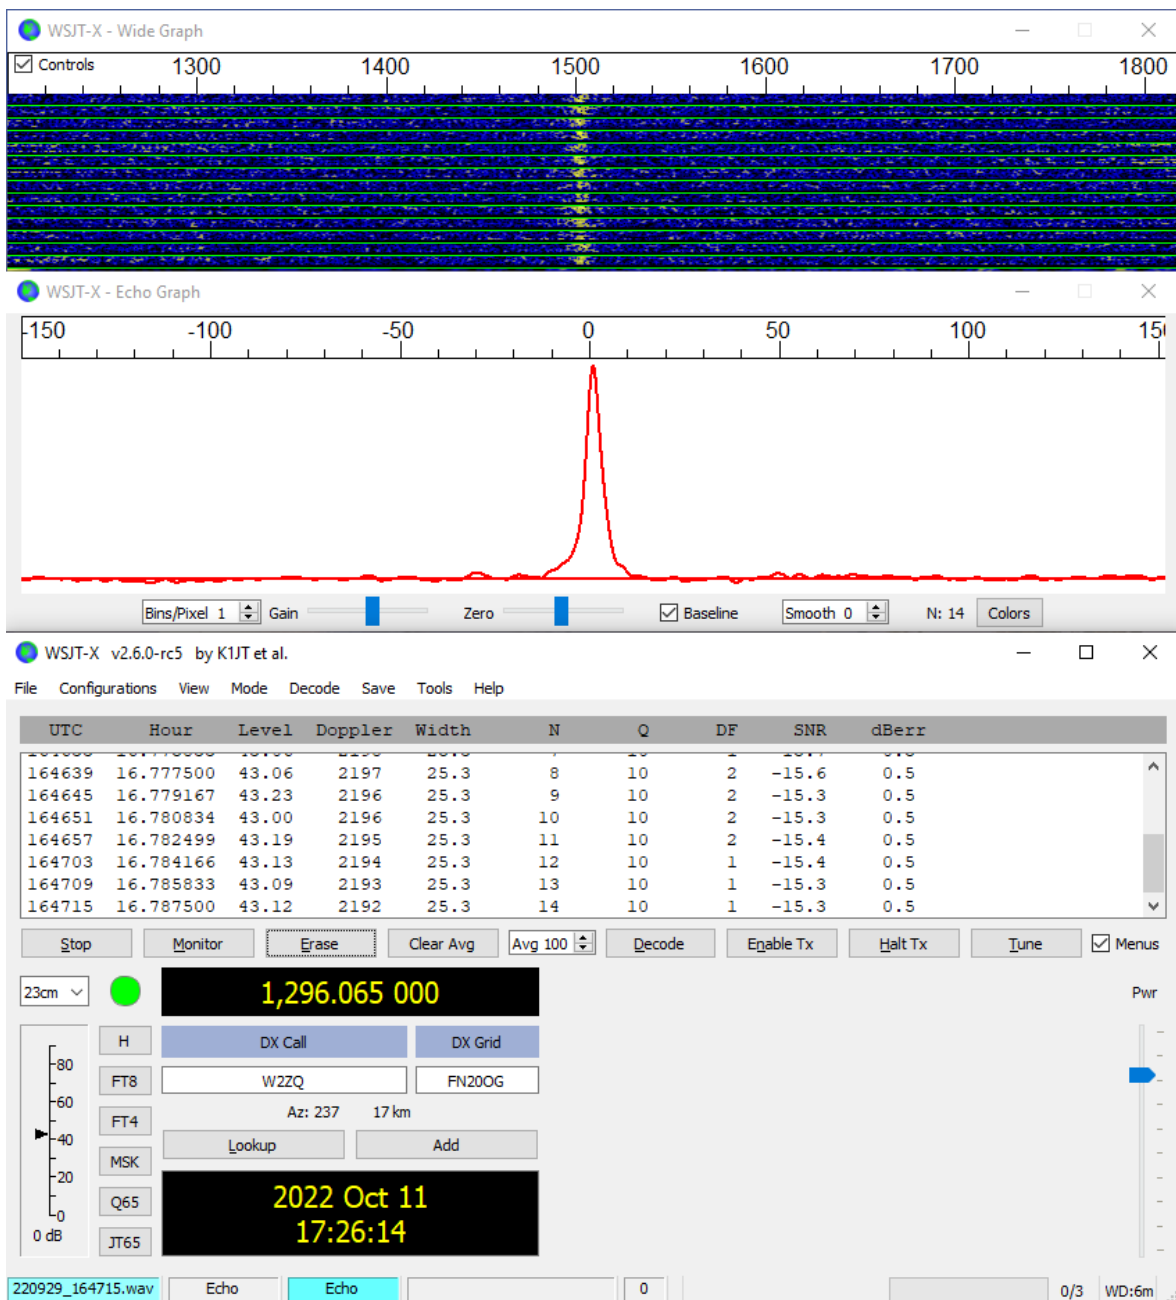 WSJT-X - Wide Graph
Controls 1300 1400 1500 1600 1700 1800
WSJT-X - Echo Graph
-150 -100 -50 0 50 100
Bins/Pixel 1 Gain Zero Baseline Smooth 0 N: 14 Colors
WSJT-X v2.6.0-rc5 by K1JT et al.
File Configurations View Mode Decode Save Tools Help
UTC Hour Level Doppler Width N Q DF SNR dBerr
164639 16.777500 43.06 2197 25.3 8 10 2 -15.6 0.5
164645 16.779167 43.23 2196 25.3 9 10 2 -15.3 0.5
164651 16.780834 43.00 2196 25.3 10 10 2 -15.3 0.5
164657 16.782499 43.19 2195 25.3 11 10 2 -15.4 0.5
164703 16.784166 43.13 2194 25.3 12 10 1 -15.4 0.5
164709 16.785833 43.09 2193 25.3 13 10 1 -15.3 0.5
164715 16.787500 43.12 2192 25.3 14 10 1 -15.3 0.5
Stop Monitor Erase Clear Avg Avg 100 Decode Enable Tx Halt Tx Tune Menus
23cm 1,296.065 000 Pwr
H DX Call DX Grid
80
FT8 W2ZQ FN20OG
60
FT4 Az: 237 17 km
40
Lookup Add
MSK
20
Q65 2022 Oct 11
0
17:26:14
0 dB JT65
220929_164715.wav Echo Echo 0 0/3 WD:6m